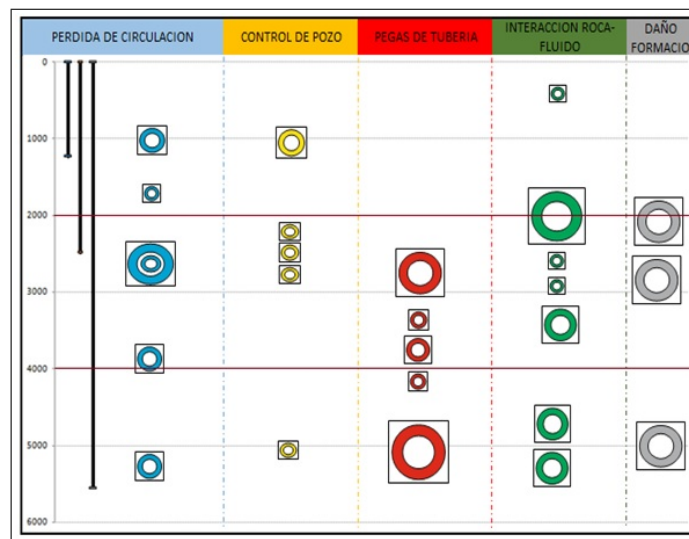 PERDIDA DE CIRCULACION
CONTROL DE POZO
PEGAS DE TUBERIA
INTERACCION ROCA-
FLUIDO
DAÑO
FORMACIO
0
1000
2000
3000
4000
5000
6000